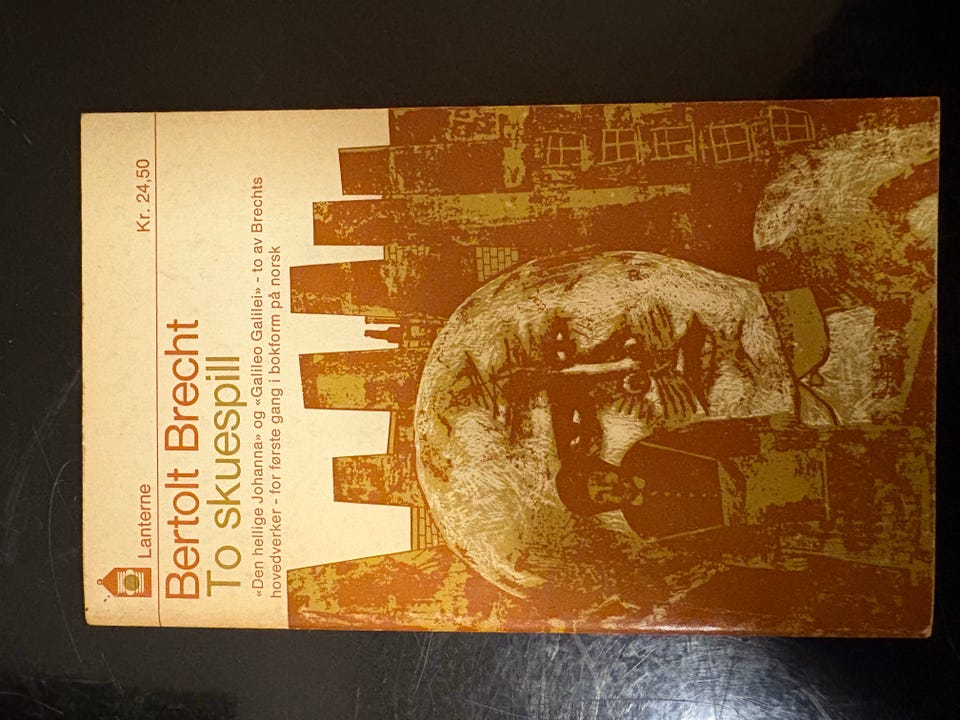 Lanterne Kr. 24,50
Bertolt Brecht
To skuespill
«Den hellige Johanna» og «Galileo Galilei» - to av Brechts
hovedverker - for første gang i bokform på norsk